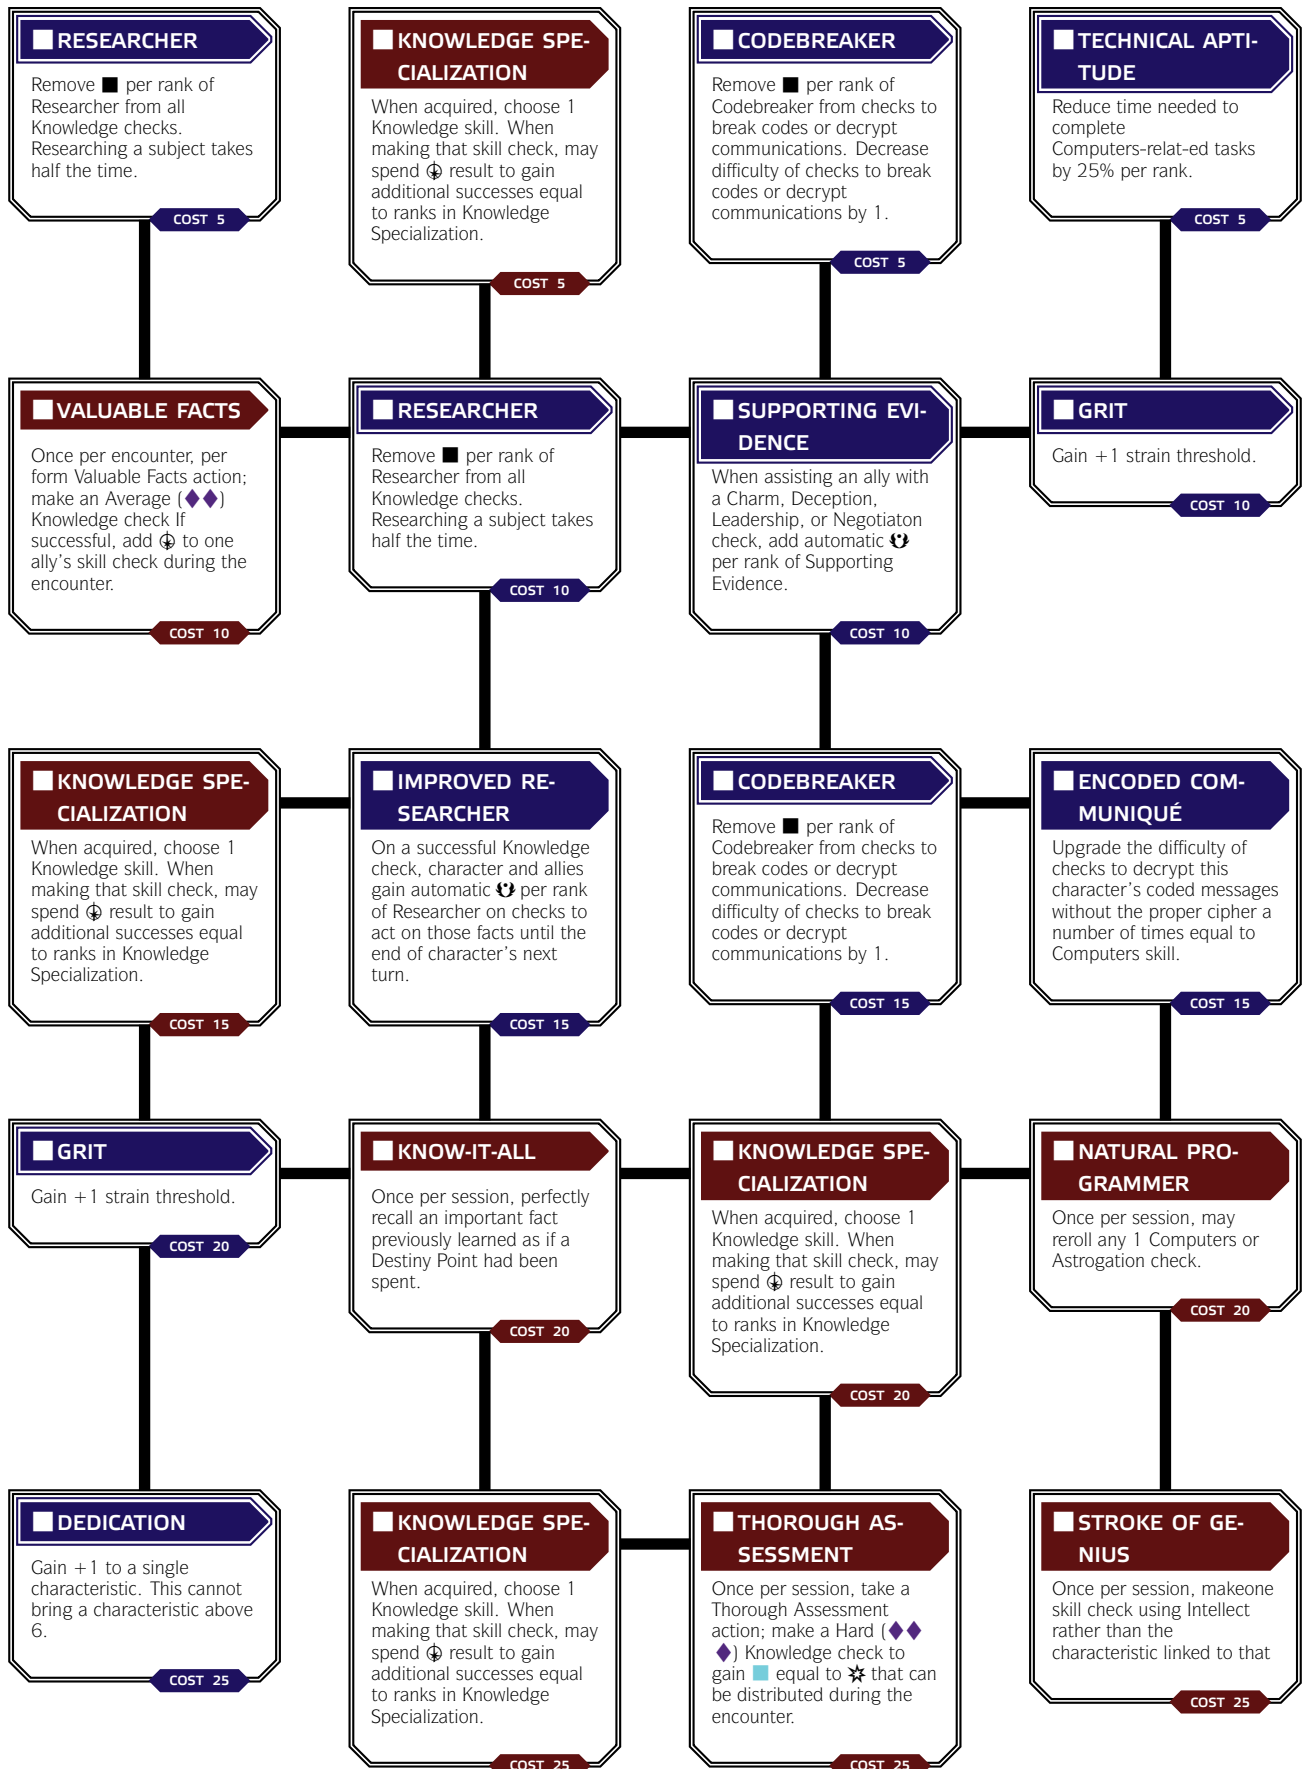 RESEARCHER
Remove ■ per rank of
Researcher from all
Knowledge checks.
Researching a subject takes
half the time.
COST 5
KNOWLEDGE SPE-
CIALIZATION
When acquired, choose 1
Knowledge skill. When
making that skill check, may
spend result to gain
additional successes equal
to ranks in Knowledge
Specialization.
COST 5
CODEBREAKER
Remove ■ per rank of
Codebreaker from checks to
break codes or decrypt
communications. Decrease
difficulty of checks to break
codes or decrypt
communications by 1.
COST 5
TECHNICAL APTI-
TUDE
Reduce time needed to
complete
Computers-relat-ed tasks
by 25% per rank.
COST 5
VALUABLE FACTS
Once per encounter, per
form Valuable Facts action;
make an Average (♦♦)
Knowledge check If
successful, add to one
ally's skill check during the
encounter.
COST 10
RESEARCHER
Remove ■ per rank of
Researcher from all
Knowledge checks.
Researching a subject takes
half the time.
COST 10
SUPPORTING EVI-
DENCE
When assisting an ally with
a Charm, Deception,
Leadership, or Negotiaton
check, add automatic
per rank of Supporting
Evidence.
COST 10
GRIT
Gain +1 strain threshold.
COST 10
KNOWLEDGE SPE-
CIALIZATION
When acquired, choose 1
Knowledge skill. When
making that skill check, may
spend result to gain
additional successes equal
to ranks in Knowledge
Specialization.
COST 15
IMPROVED RE-
SEARCHER
On a successful Knowledge
check, character and allies
gain automatic per rank
of Researcher on checks to
act on those facts until the
end of character's next
turn.
COST 15
CODEBREAKER
Remove ■ per rank of
Codebreaker from checks to
break codes or decrypt
communications. Decrease
difficulty of checks to break
codes or decrypt
communications by 1.
COST 15
ENCODED COM-
MUNIQUÉ
Upgrade the difficulty of
checks to decrypt this
character's coded messages
without the proper cipher a
number of times equal to
Computers skill.
COST 15
GRIT
Gain +1 strain threshold.
COST 20
KNOW-IT-ALL
Once per session, perfectly
recall an important fact
previously learned as if a
Destiny Point had been
spent.
COST 20
KNOWLEDGE SPE-
CIALIZATION
When acquired, choose 1
Knowledge skill. When
making that skill check, may
spend result to gain
additional successes equal
to ranks in Knowledge
Specialization.
COST 20
NATURAL PRO-
GRAMMER
Once per session, may
reroll any 1 Computers or
Astrogation check.
COST 20
DEDICATION
Gain +1 to a single
characteristic. This cannot
bring a characteristic above
6.
COST 25
KNOWLEDGE SPE-
CIALIZATION
When acquired, choose 1
Knowledge skill. When
making that skill check, may
spend result to gain
additional successes equal
to ranks in Knowledge
Specialization.
COST 25
THOROUGH AS-
SESSMENT
Once per session, take a
Thorough Assessment
action; make a Hard (♦♦
♦) Knowledge check to
gain ■ equal to that can
be distributed during the
encounter.
COST 25
STROKE OF GE-
NIUS
Once per session, makeone
skill check using Intellect
rather than the
characteristic linked to that
COST 25